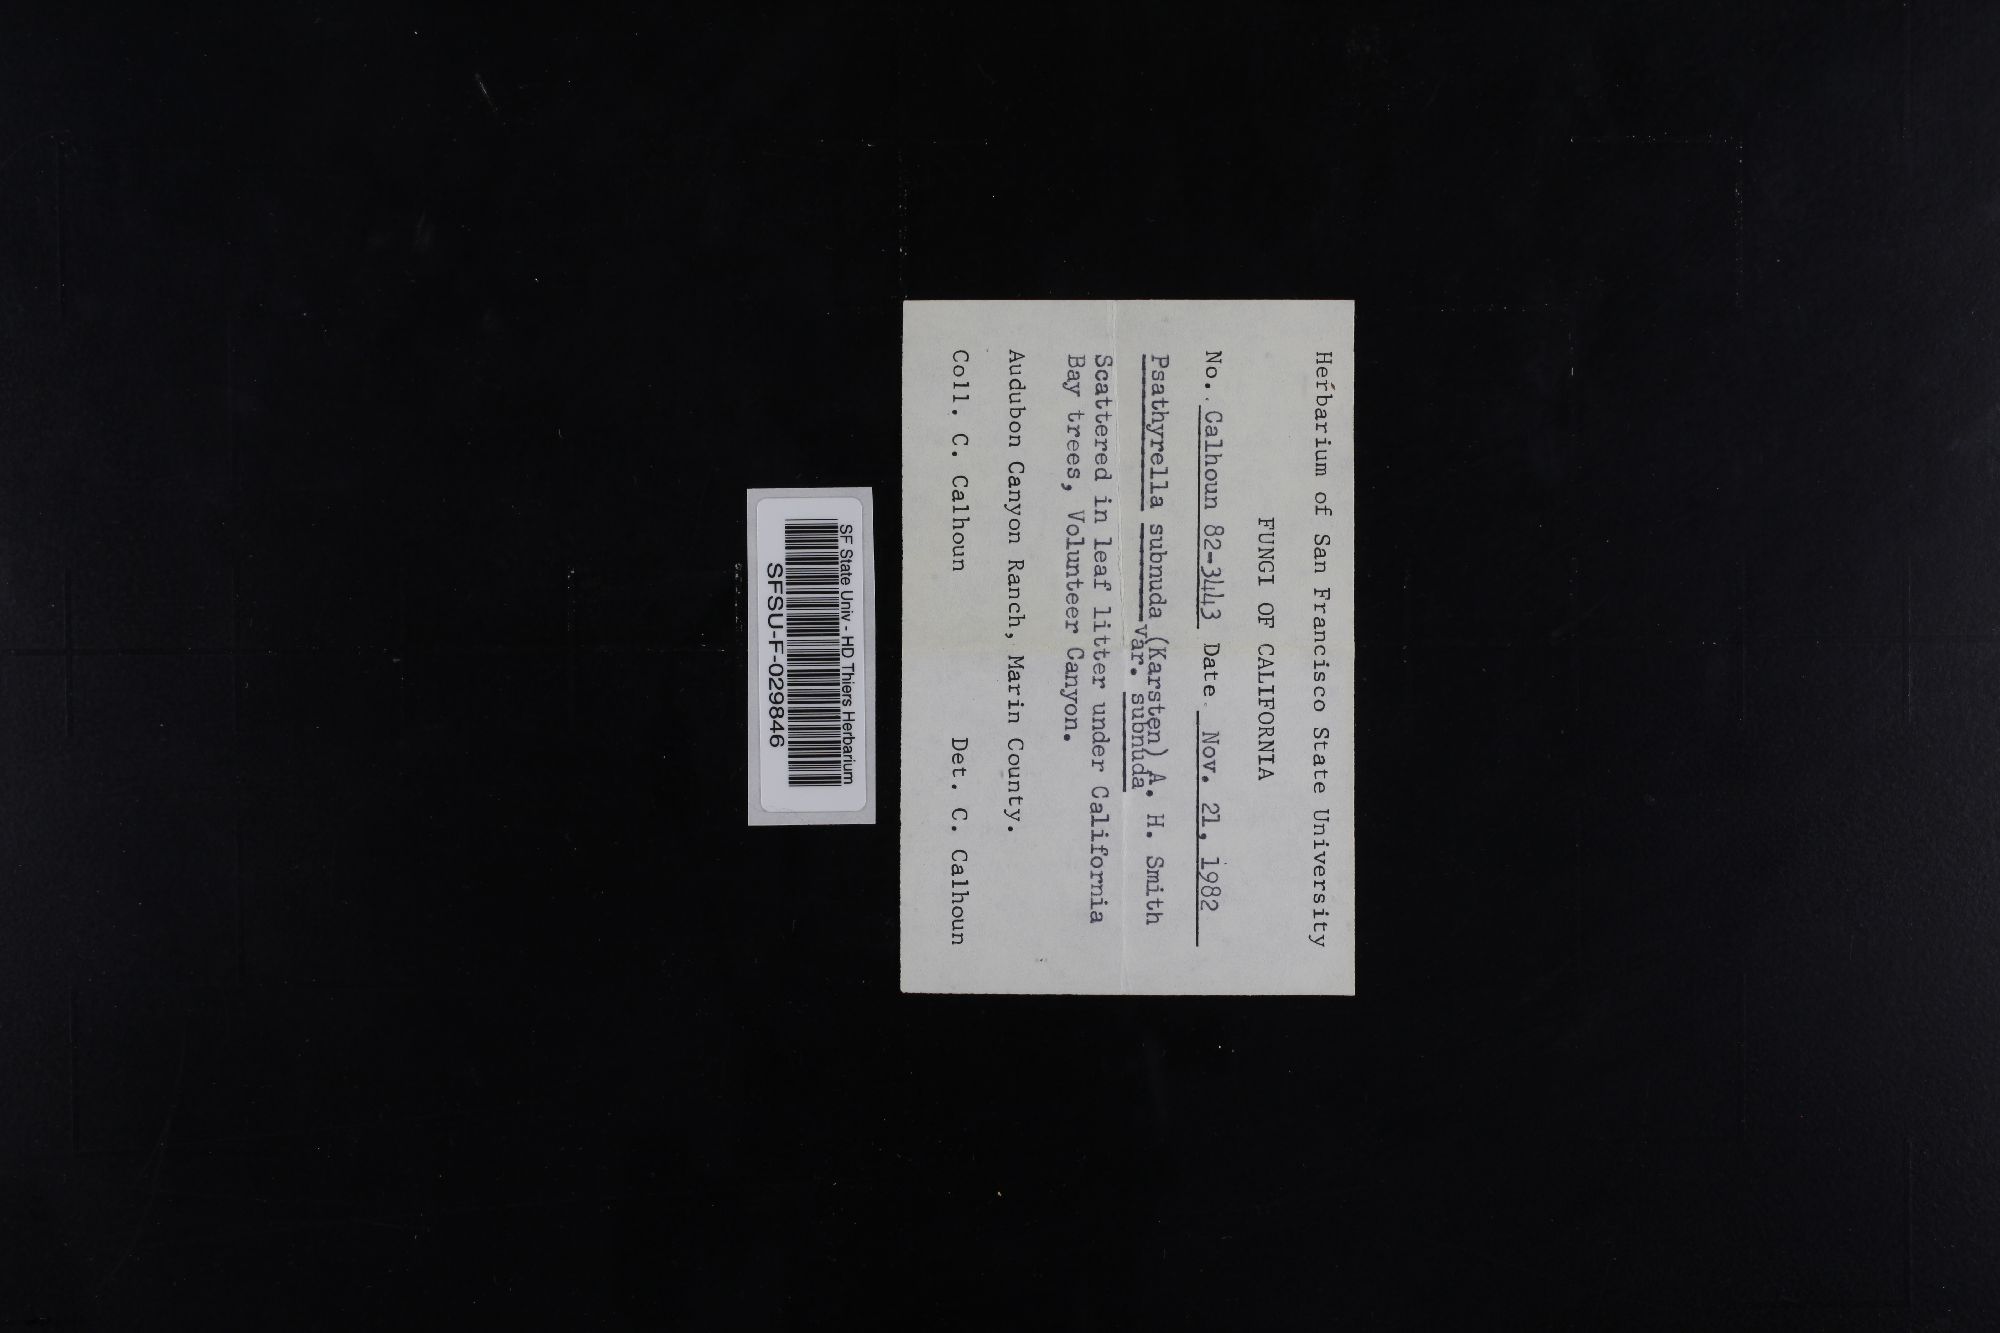 Herbarium of San Francisco State University
FUNGI OF CALIFORNIA
No. Calhoun 82-3443 Date Nov. 21, 1982
Psathyrella subnuda (Karsten) A. H. Smith
var. subnuda
Scattered in leaf litter under California
Bay trees, Volunteer Canyon.
Audubon Canyon Ranch, Marin County.
Coll. C. Calhoun Det. C. Calhoun
SF State Univ - HD Thiers Herbarium
SFSU-F-029846